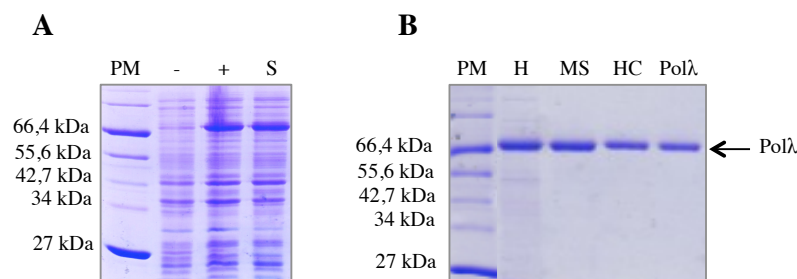 A
PM - + S
66,4 kDa
55,6 kDa
42,7 kDa
34 kDa
27 kDa
B
PM H MS HC Polλ
66,4 kDa
55,6 kDa
42,7 kDa
34 kDa
27 kDa
Polλ